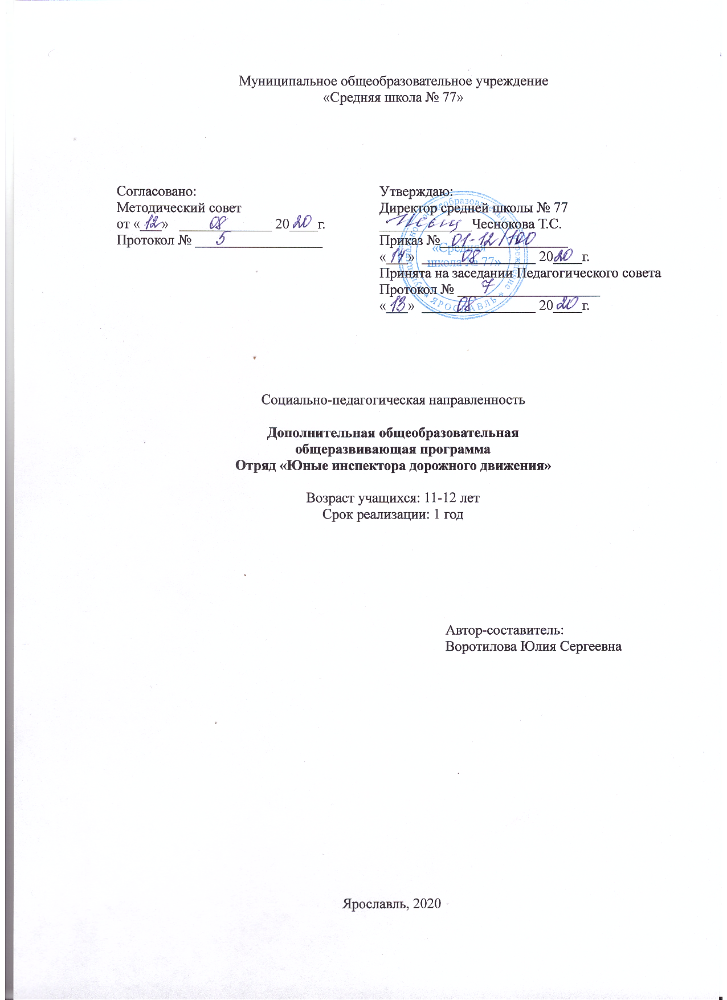 Муниципальное общеобразовательное учреждение
«Средняя школа № 77»
Согласовано:
Методический совет
от «12» 08 2020 г.
Протокол № 5
Утверждаю:
Директор средней школы № 77
Чеснокова Т.С.
Приказ № 01-12/100
«14» 08 2020 г.
Принята на заседании Педагогического совета
Протокол № 7
«13» 08 2020 г.
«Средняя
школа № 77»
ЯРОСЛАВЛЬ
Социально-педагогическая направленность
Дополнительная общеобразовательная
общеразвивающая программа
Отряд «Юные инспектора дорожного движения»
Возраст учащихся: 11-12 лет
Срок реализации: 1 год
Автор-составитель:
Воротилова Юлия Сергеевна
Ярославль, 2020